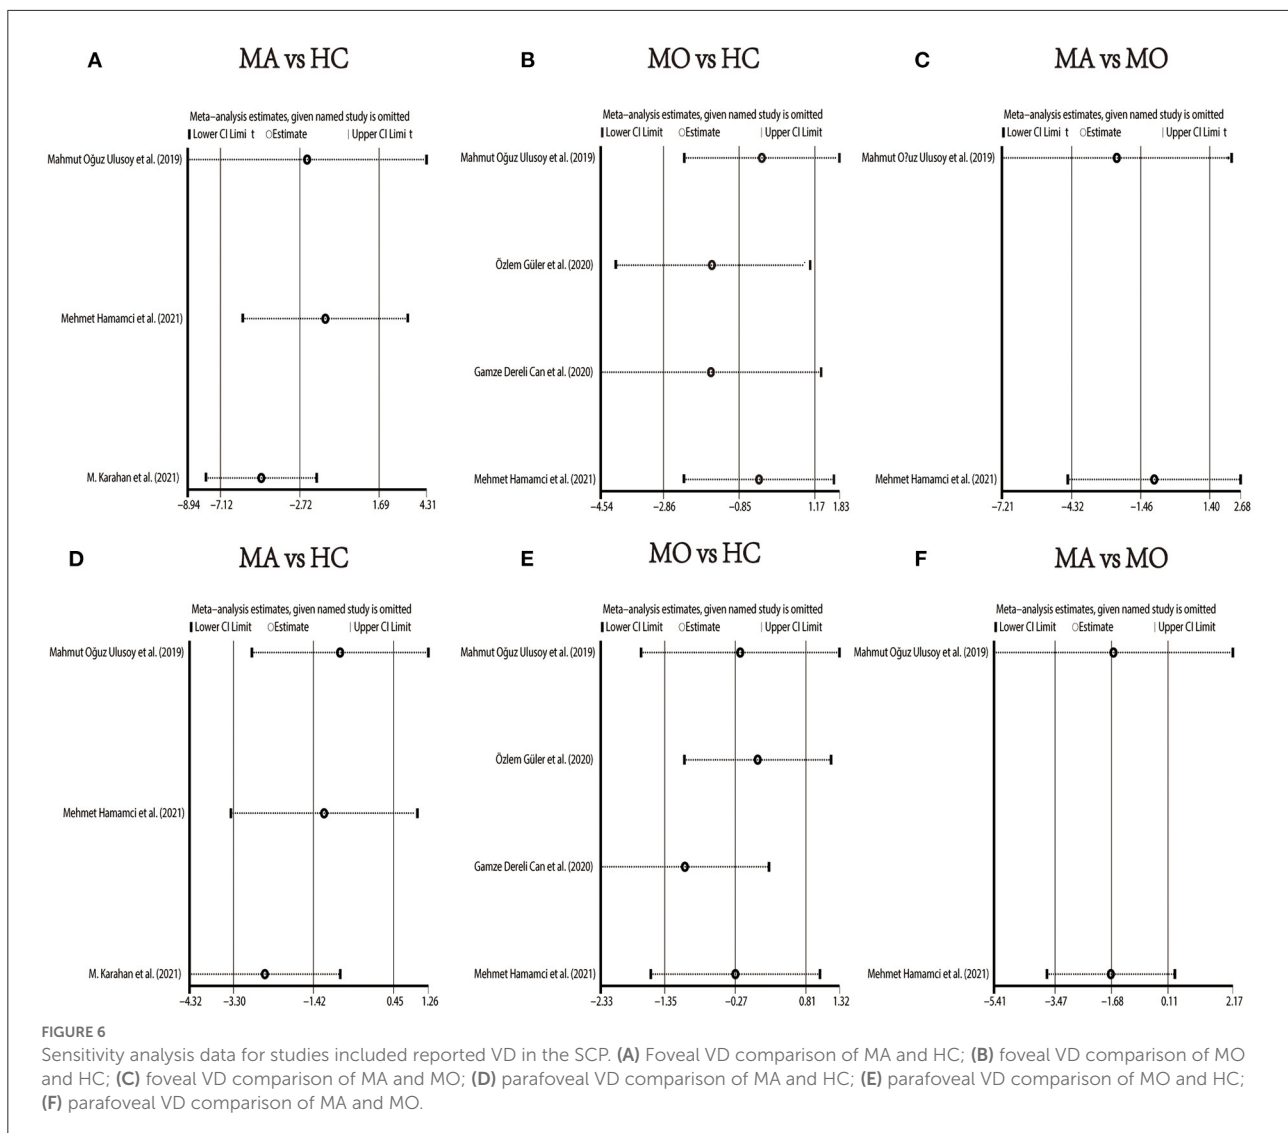 A MA vs HC
Meta-analysis estimates, given named study is omitted
Lower CI Limi t Estimate Upper CI Limi t
Mahmut Oğuz Ulusoy et al. (2019)
Mehmet Hamamci et al. (2021)
M. Karahan et al. (2021)
-8.94 -7.12 -2.72 1.69 4.31
B MO vs HC
Meta-analysis estimates, given named study is omitted
Lower CI Limit Estimate Upper CI Limit
Mahmut Oğuz Ulusoy et al. (2019)
Özlem Güler et al. (2020)
Gamze Dereli Can et al. (2020)
Mehmet Hamamci et al. (2021)
-4.54 -2.86 -0.85 1.17 1.83
C MA vs MO
Meta-analysis estimates, given named study is omitted
Lower CI Limi t Estimate Upper CI Limi t
Mahmut O?uz Ulusoy et al. (2019)
Mehmet Hamamci et al. (2021)
-7.21 -4.32 -1.46 1.40 2.68
D MA vs HC
Meta-analysis estimates, given named study is omitted
Lower CI Limit Estimate Upper CI Limit
Mahmut Oğuz Ulusoy et al. (2019)
Mehmet Hamamci et al. (2021)
M. Karahan et al. (2021)
-4.32 -3.30 -1.42 0.45 1.26
E MO vs HC
Meta-analysis estimates, given named study is omitted
Lower CI Limit Estimate Upper CI Limit
Mahmut Oğuz Ulusoy et al. (2019)
Özlem Güler et al. (2020)
Gamze Dereli Can et al. (2020)
Mehmet Hamamci et al. (2021)
-2.33 -1.35 -0.27 0.81 1.32
F MA vs MO
Meta-analysis estimates, given named study is omitted
Lower CI Limit Estimate Upper CI Limit
Mahmut Oğuz Ulusoy et al. (2019)
Mehmet Hamamci et al. (2021)
-5.41 -3.47 -1.68 0.11 2.17
FIGURE 6
Sensitivity analysis data for studies included reported VD in the SCP. (A) Foveal VD comparison of MA and HC; (B) foveal VD comparison of MO
and HC; (C) foveal VD comparison of MA and MO; (D) parafoveal VD comparison of MA and HC; (E) parafoveal VD comparison of MO and HC;
(F) parafoveal VD comparison of MA and MO.